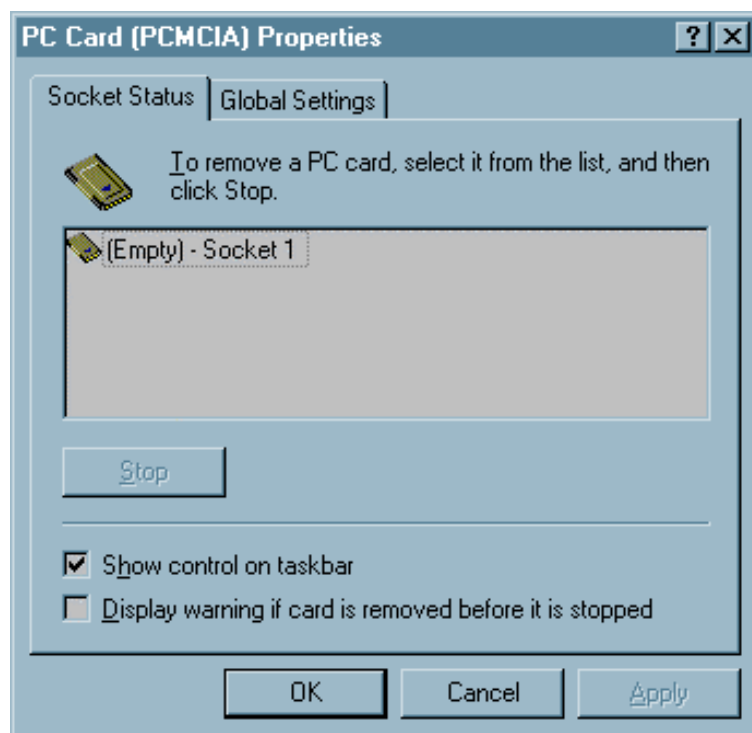 PC Card (PCMCIA) Properties
Socket Status
Global Settings
To remove a PC card, select it from the list, and then
click Stop.
(Empty) - Socket 1
Stop
Show control on taskbar
Display warning if card is removed before it is stopped
OK
Cancel
Apply